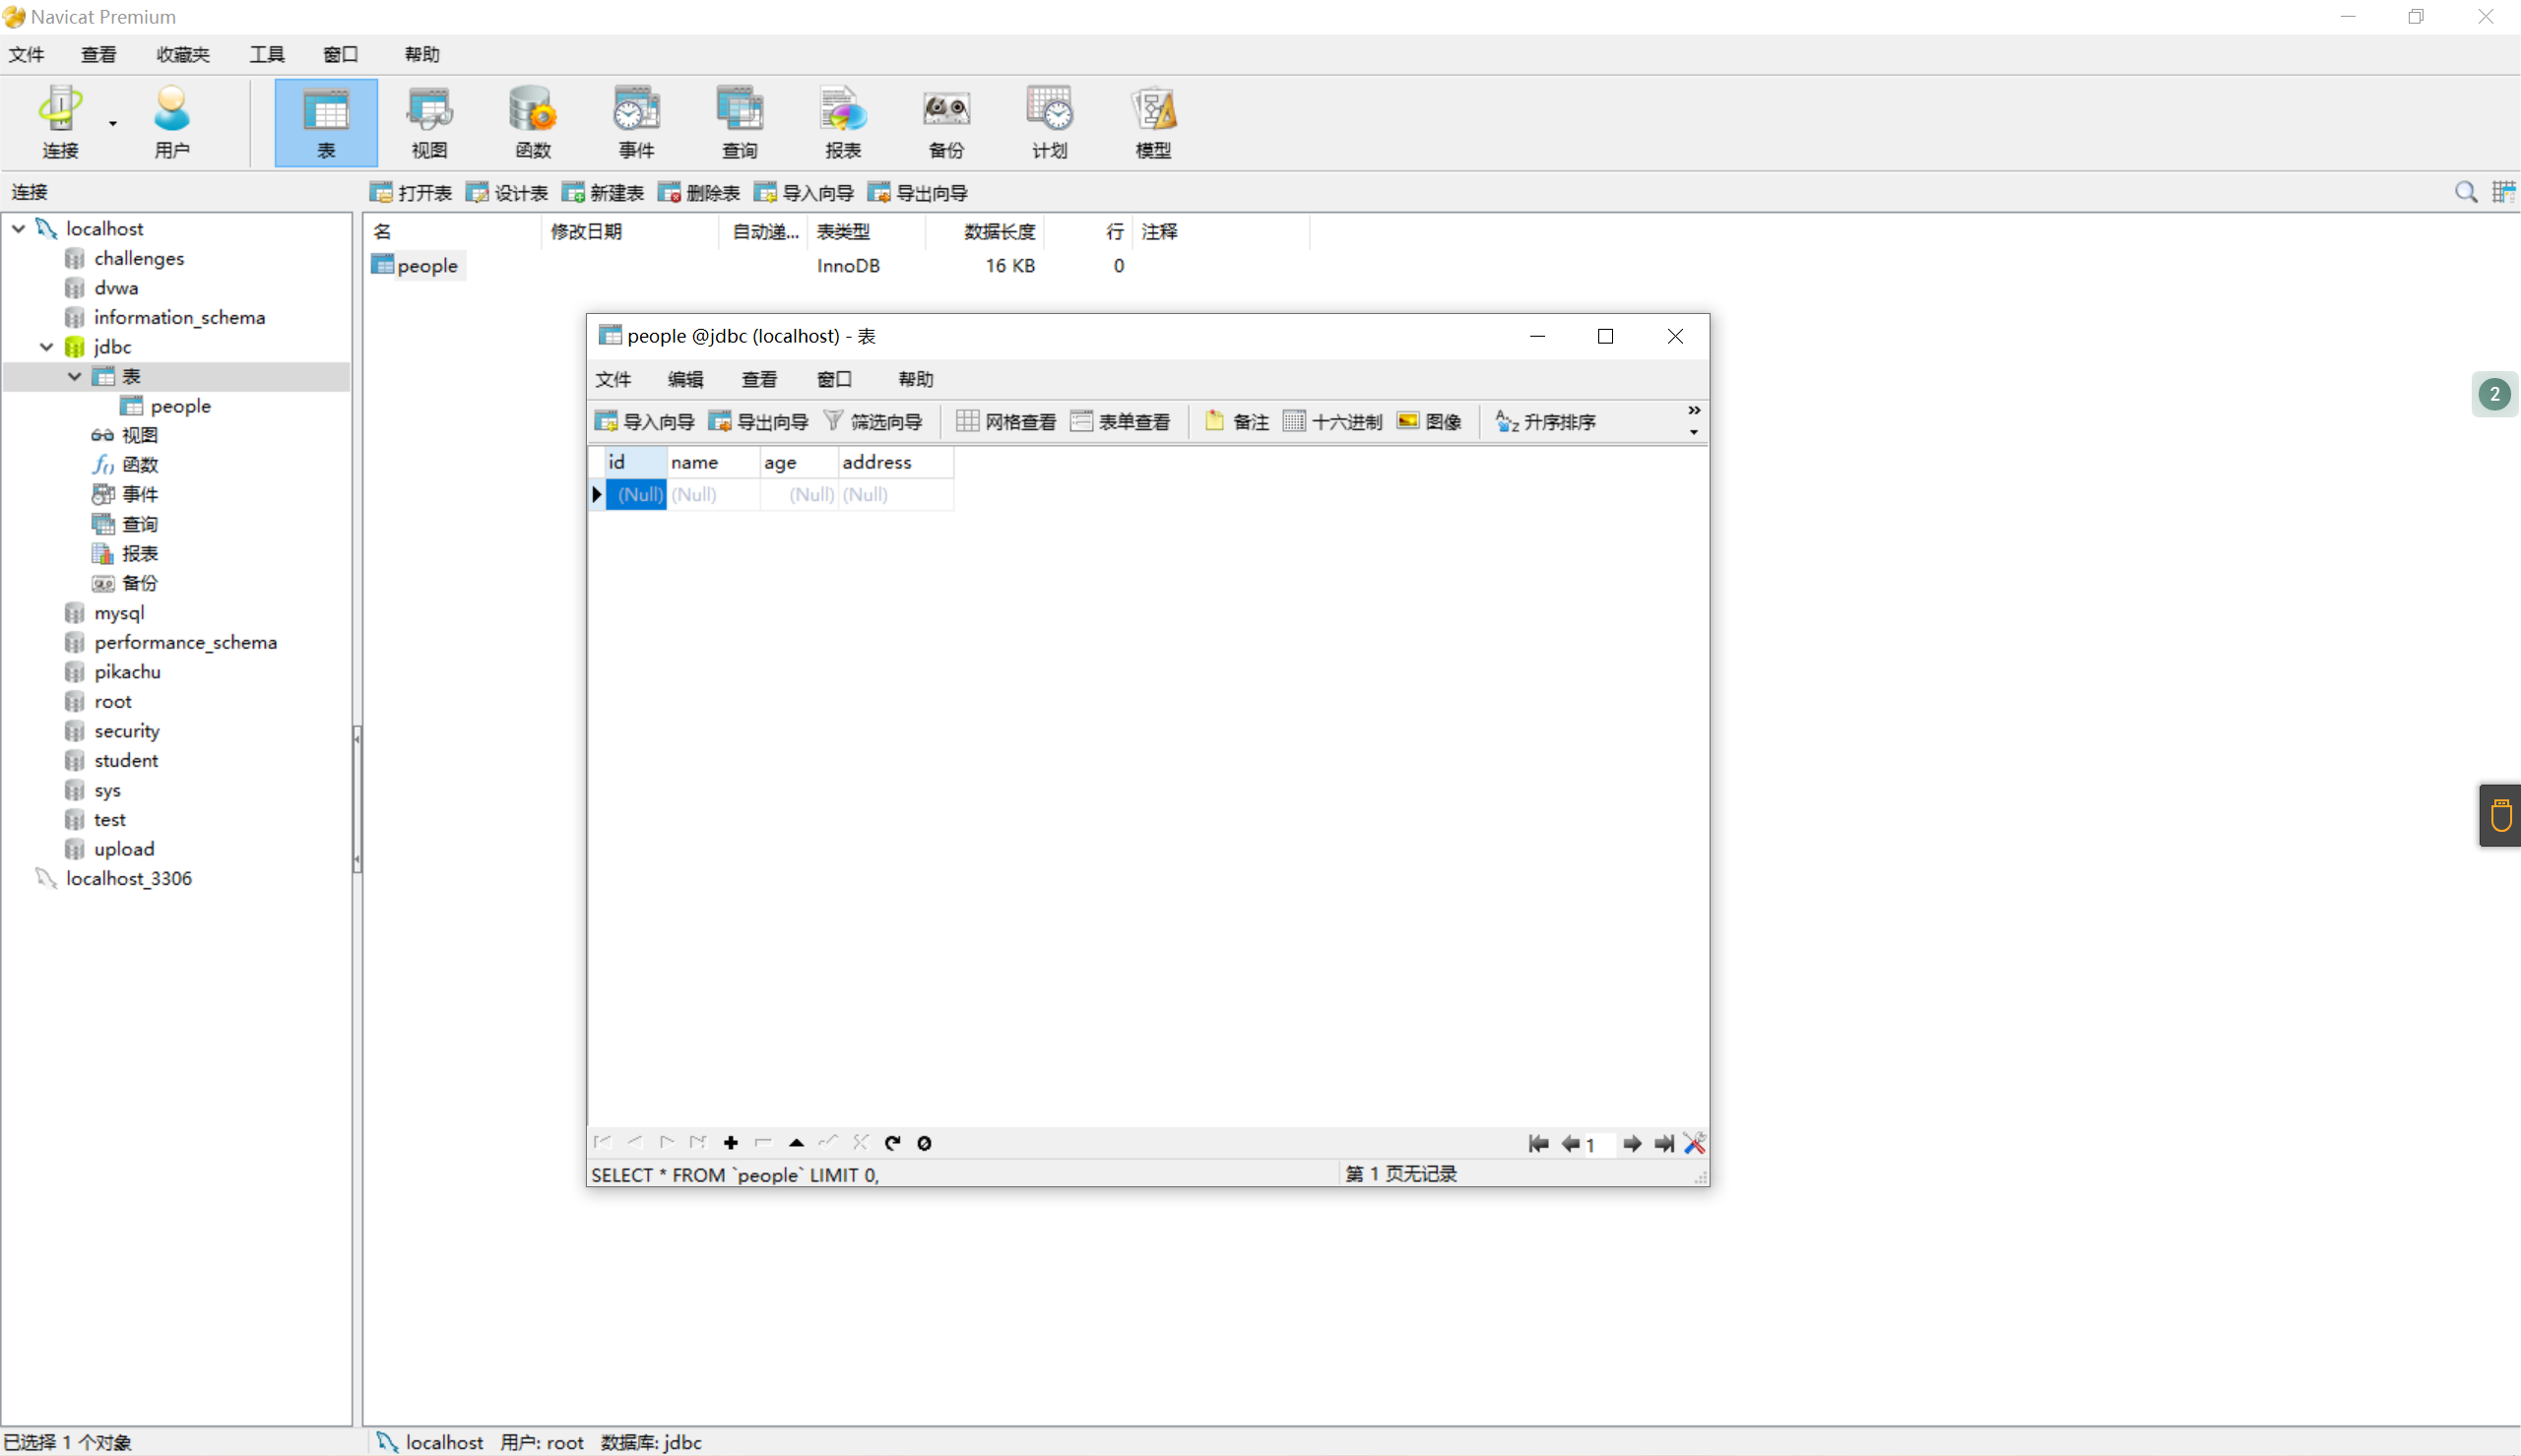 Navicat Premium
文件 查看 收藏夹 工具 窗口 帮助
连接 用户 表 视图 函数 事件 查询 报表 备份 计划 模型
连接
打开表 设计表 新建表 删除表 导入向导 导出向导
localhost
challenges
dvwa
information_schema
jdbc
表
people
视图
函数
事件
查询
报表
备份
mysql
performance_schema
pikachu
root
security
student
sys
test
upload
localhost_3306
名 修改日期 自动递... 表类型 数据长度 行 注释
people InnoDB 16 KB 0
people @jdbc (localhost) - 表
文件 编辑 查看 窗口 帮助
导入向导 导出向导 筛选向导 网格查看 表单查看 备注 十六进制 图像 升序排序
id name age address
(Null) (Null) (Null) (Null)
1
SELECT * FROM `people` LIMIT 0, 第 1 页无记录
2
已选择 1 个对象 localhost 用户: root 数据库: jdbc